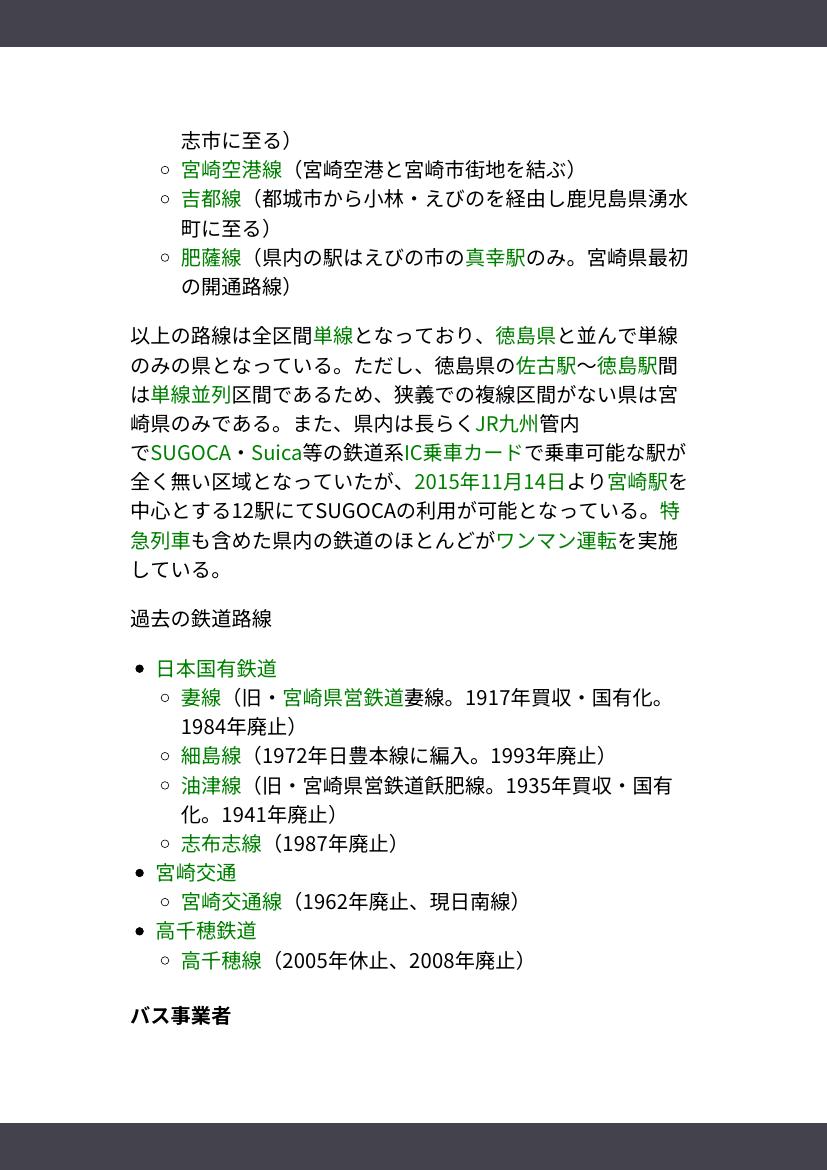 志市に至る）
宮崎空港線（宮崎空港と宮崎市街地を結ぶ）
吉都線（都城市から小林・えびのを経由し鹿児島県湧水
町に至る）
肥薩線（県内の駅はえびの市の真幸駅のみ。宮崎県最初
の開通路線）
以上の路線は全区間単線となっており、徳島県と並んで単線
のみの県となっている。ただし、徳島県の佐古駅〜徳島駅間
は単線並列区間であるため、狭義での複線区間がない県は宮
崎県のみである。また、県内は長らくJR九州管内
でSUGOCA・Suica等の鉄道系IC乗車カードで乗車可能な駅が
全く無い区域となっていたが、2015年11月14日より宮崎駅を
中心とする12駅にてSUGOCAの利用が可能となっている。特
急列車も含めた県内の鉄道のほとんどがワンマン運転を実施
している。
過去の鉄道路線
日本国有鉄道
妻線（旧・宮崎県営鉄道妻線。1917年買収・国有化。
1984年廃止）
細島線（1972年日豊本線に編入。1993年廃止）
油津線（旧・宮崎県営鉄道飫肥線。1935年買収・国有
化。1941年廃止）
志布志線（1987年廃止）
宮崎交通
宮崎交通線（1962年廃止、現日南線）
高千穂鉄道
高千穂線（2005年休止、2008年廃止）
バス事業者